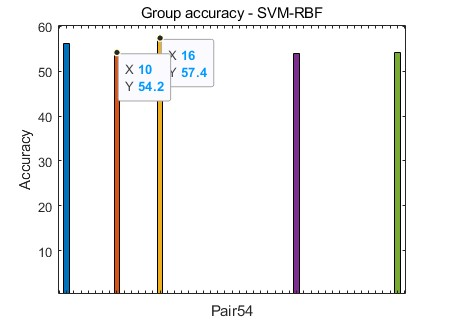 Group accuracy - SVM-RBF
60
50
40
30
20
10
Accuracy
X 10
Y 54.2
X 16
Y 57.4
Pair54